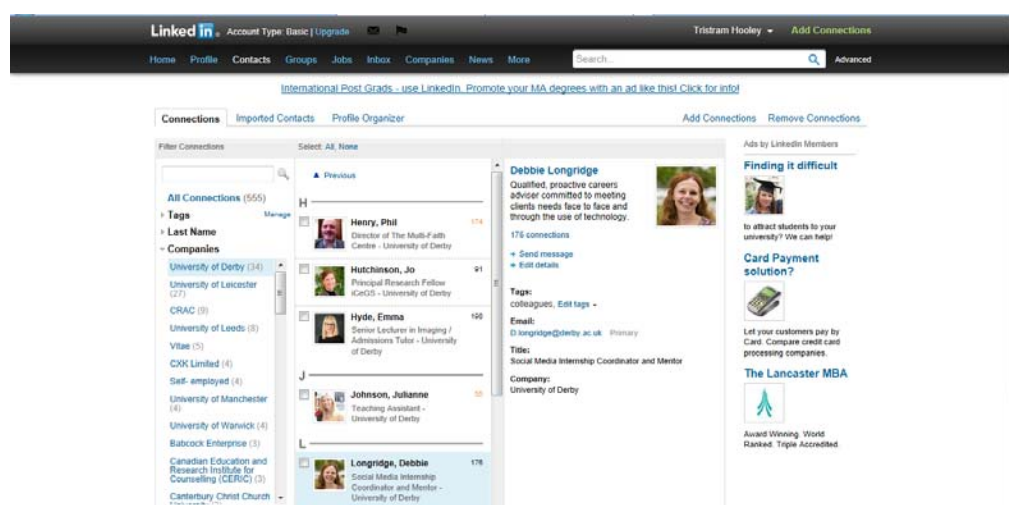 Linked in. Account Type: Basic | Upgrade
Tristram Hooley Add Connections
Home Profile Contacts Groups Jobs Inbox Companies News More Search... Advanced
International Post Grads - use LinkedIn. Promote your MA degrees with an ad like this! Click for info!
Connections Imported Contacts Profile Organizer Add Connections Remove Connections
Filter Connections
All Connections (555)
Tags Manage
Last Name
Companies
University of Derby (34)
University of Leicester
(27)
CRAC (9)
University of Leeds (8)
Vitae (5)
CXK Limited (4)
Self- employed (4)
University of Manchester
(4)
University of Warwick (4)
Babcock Enterprise (3)
Canadian Education and
Research Institute for
Counselling (CERIC) (3)
Canterbury Christ Church
Select: All, None
Previous
H
Henry, Phil 174
Director of The Multi-Faith
Centre - University of Derby
Hutchinson, Jo 91
Principal Research Fellow
iCeGS - University of Derby
Hyde, Emma 198
Senior Lecturer in Imaging /
Admissions Tutor - University
of Derby
J
Johnson, Julianne
Teaching Assistant -
University of Derby
L
Longridge, Debbie 176
Social Media Internship
Coordinator and Mentor -
University of Derby
Debbie Longridge
Qualified, proactive careers
adviser committed to meeting
clients needs face to face and
through the use of technology.
176 connections
Send message
Edit details
Tags:
colleagues, Edit tags
Email:
D.longridge@derby.ac.uk Primary
Title:
Social Media Internship Coordinator and Mentor
Company:
University of Derby
Ads by LinkedIn Members
Finding it difficult
to attract students to your
university? We can help!
Card Payment
solution?
Let your customers pay by
Card. Compare credit card
processing companies.
The Lancaster MBA
Award Winning. World
Ranked. Triple Accredited.